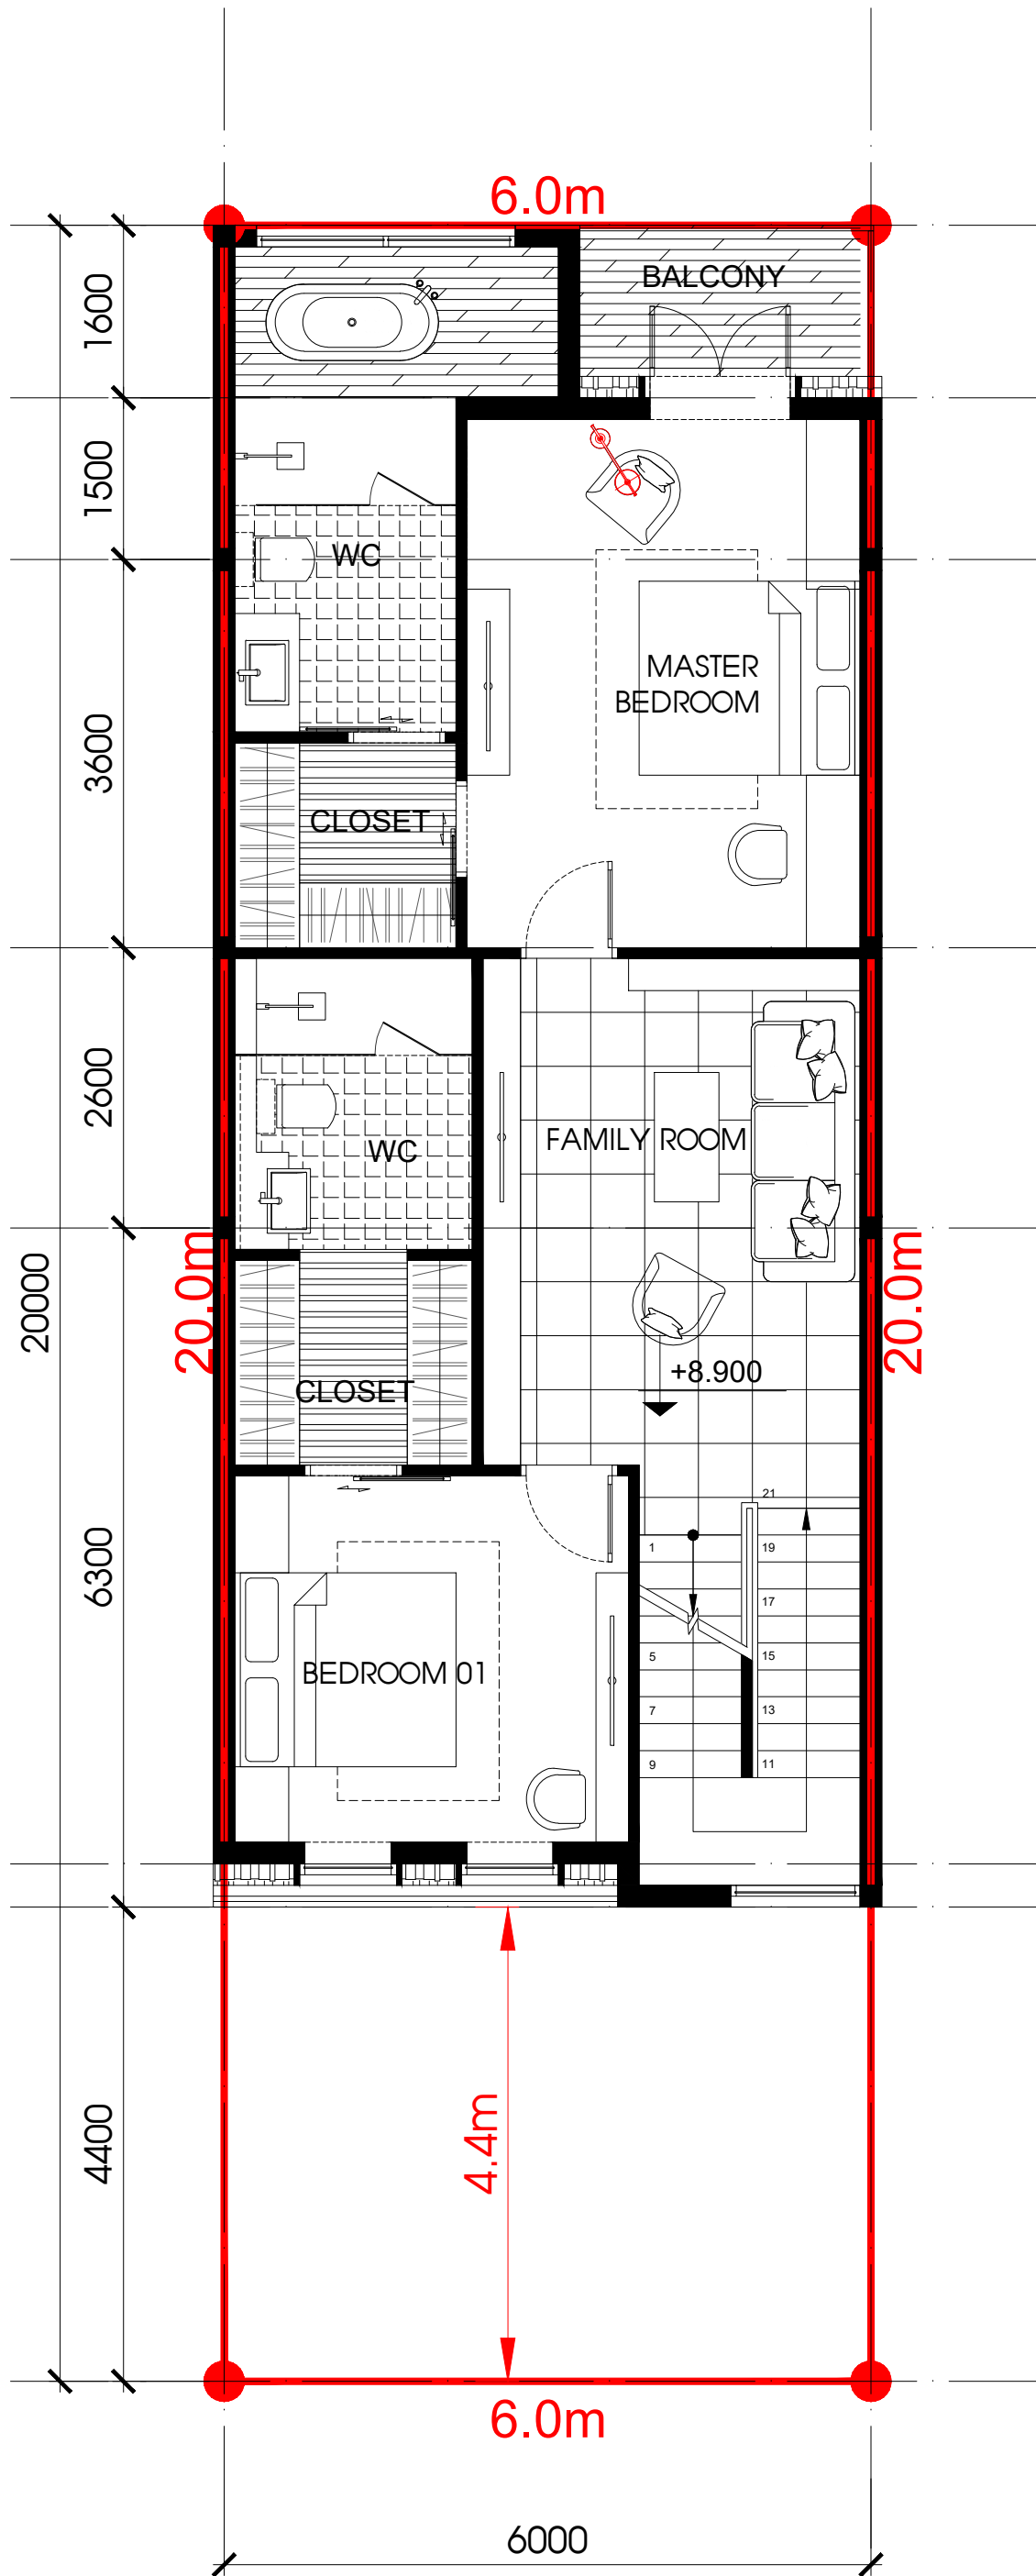 6.0m
1600
BALCONY
1500
WC
3600
MASTER
BEDROOM
CLOSET
2600
FAMILY ROOM
WC
20000
20.0m
20.0m
+8.900
CLOSET
21
6300
1
19
17
5
15
BEDROOM 01
7
13
9
11
4400
4.4m
6.0m
6000